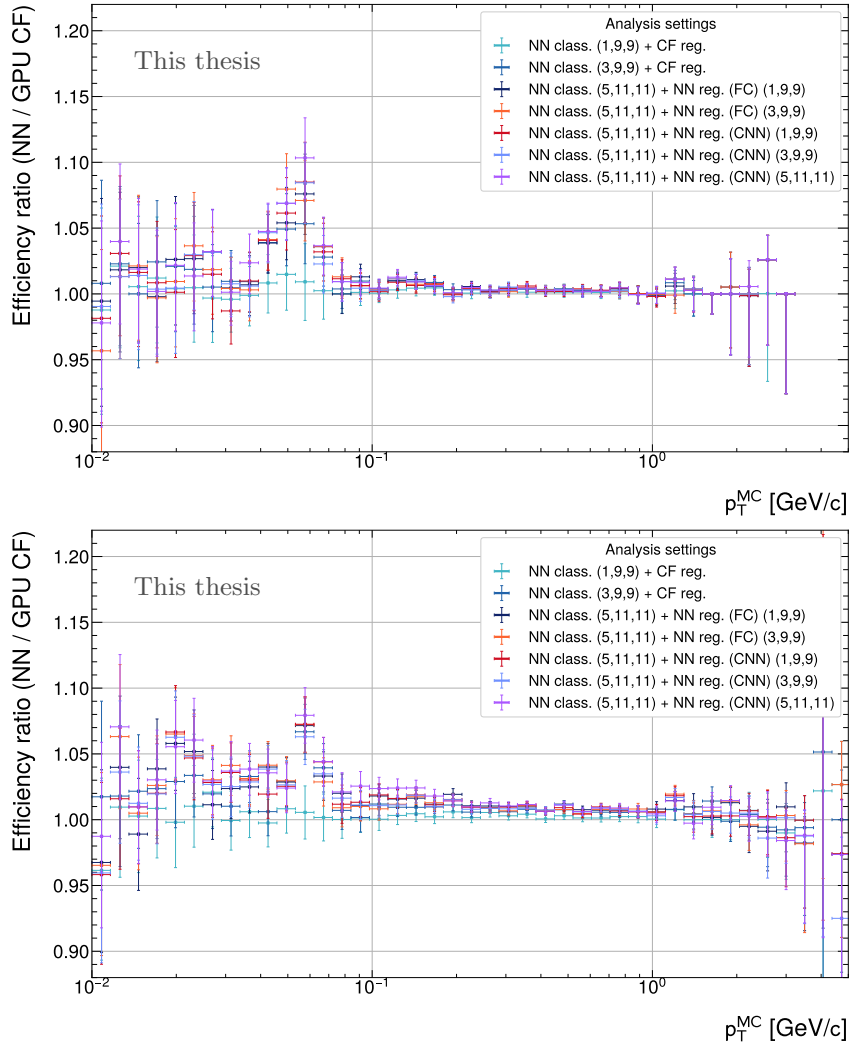 Efficiency ratio (NN / GPU CF)
1.20
1.15
1.10
1.05
1.00
0.95
0.90
This thesis
Analysis settings
NN class. (1,9,9) + CF reg.
NN class. (3,9,9) + CF reg.
NN class. (5,11,11) + NN reg. (FC) (1,9,9)
NN class. (5,11,11) + NN reg. (FC) (3,9,9)
NN class. (5,11,11) + NN reg. (CNN) (1,9,9)
NN class. (5,11,11) + NN reg. (CNN) (3,9,9)
NN class. (5,11,11) + NN reg. (CNN) (5,11,11)
10⁻² 10⁻¹ 10⁰
p_T^MC [GeV/c]
Efficiency ratio (NN / GPU CF)
1.20
1.15
1.10
1.05
1.00
0.95
0.90
This thesis
Analysis settings
NN class. (1,9,9) + CF reg.
NN class. (3,9,9) + CF reg.
NN class. (5,11,11) + NN reg. (FC) (1,9,9)
NN class. (5,11,11) + NN reg. (FC) (3,9,9)
NN class. (5,11,11) + NN reg. (CNN) (1,9,9)
NN class. (5,11,11) + NN reg. (CNN) (3,9,9)
NN class. (5,11,11) + NN reg. (CNN) (5,11,11)
10⁻² 10⁻¹ 10⁰
p_T^MC [GeV/c]